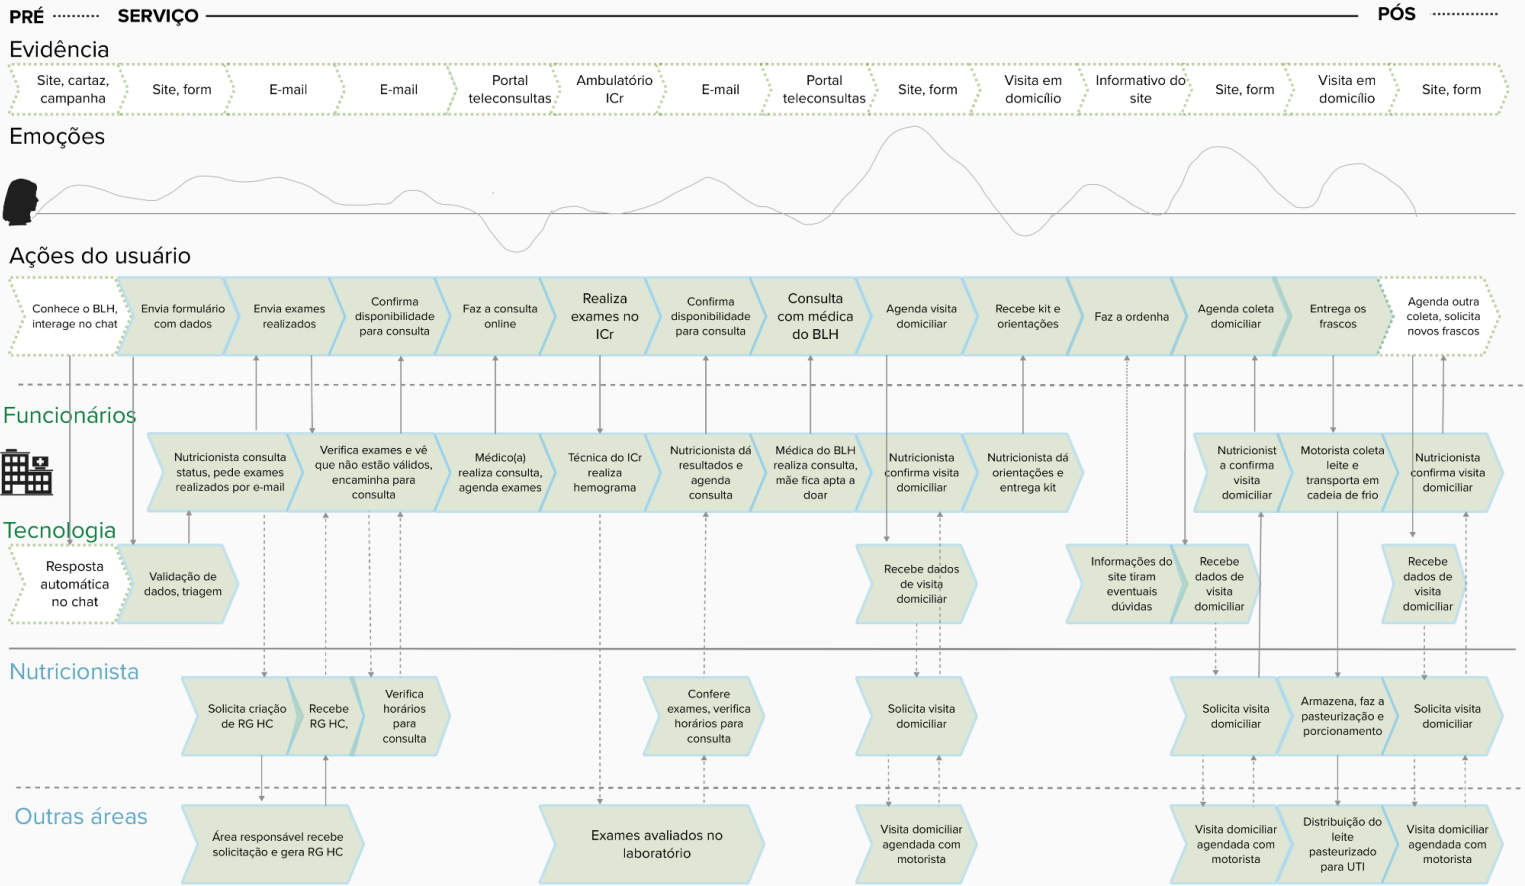 PRÉ
SERVIÇO
PÓS
Evidência
Site, cartaz,
campanha
Site, form
E-mail
E-mail
Portal
teleconsultas
Ambulatório
ICr
E-mail
Portal
teleconsultas
Site, form
Visita em
domicílio
Informativo do
site
Site, form
Visita em
domicílio
Site, form
Emoções
Ações do usuário
Conhece o BLH,
interage no chat
Envia formulário
com dados
Envia exames
realizados
Confirma
disponibilidade
para consulta
Faz a consulta
online
Realiza
exames no
ICr
Confirma
disponibilidade
para consulta
Consulta
com médica
do BLH
Agenda visita
domiciliar
Recebe kit e
orientações
Faz a ordenha
Agenda coleta
domiciliar
Entrega os
frascos
Agenda outra
coleta, solicita
novos frascos
Funcionários
Nutricionista consulta
status, pede exames
realizados por e-mail
Verifica exames e vê
que não estão válidos,
encaminha para
consulta
Médico(a)
realiza consulta,
agenda exames
Técnica do ICr
realiza
hemograma
Nutricionista dá
resultados e
agenda
consulta
Médica do BLH
realiza consulta,
mãe fica apta a
doar
Nutricionista
confirma visita
domiciliar
Nutricionista dá
orientações e
entrega kit
Nutricionist
a confirma
visita
domiciliar
Motorista coleta
leite e
transporta em
cadeia de frio
Nutricionista
confirma visita
domiciliar
Tecnologia
Resposta
automática
no chat
Validação de
dados, triagem
Recebe dados
de visita
domiciliar
Informações do
site tiram
eventuais
dúvidas
Recebe
dados de
visita
domiciliar
Recebe
dados de
visita
domiciliar
Nutricionista
Solicita criação
de RG HC
Recebe
RG HC,
Verifica
horários
para
consulta
Confere
exames, verifica
horários para
consulta
Solicita visita
domiciliar
Solicita visita
domiciliar
Armazena, faz a
pasteurização e
porcionamento
Solicita visita
domiciliar
Outras áreas
Área responsável recebe
solicitação e gera RG HC
Exames avaliados no
laboratório
Visita domiciliar
agendada com
motorista
Visita domiciliar
agendada com
motorista
Distribuição do
leite
pasteurizado
para UTI
Visita domiciliar
agendada com
motorista